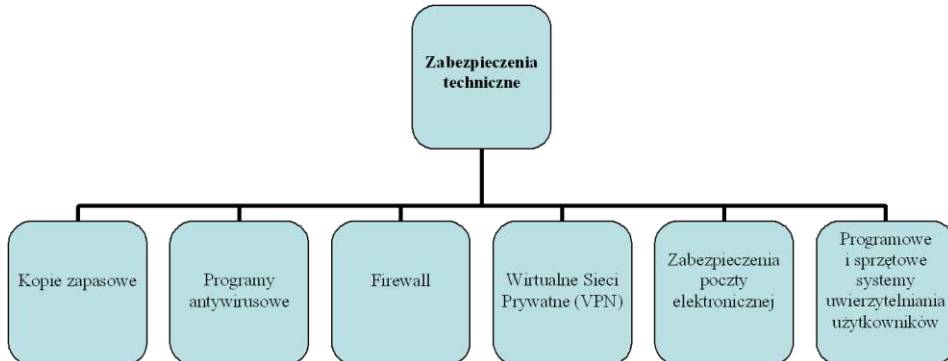 Zabezpieczenia
techniczne
Kopie zapasowe
Programy
antywirusowe
Firewall
Wirtualne Sieci
Prywatne (VPN)
Zabezpieczenia
poczty
elektronicznej
Programowe
i sprzętowe
systemy
uwierzytelniania
użytkowników